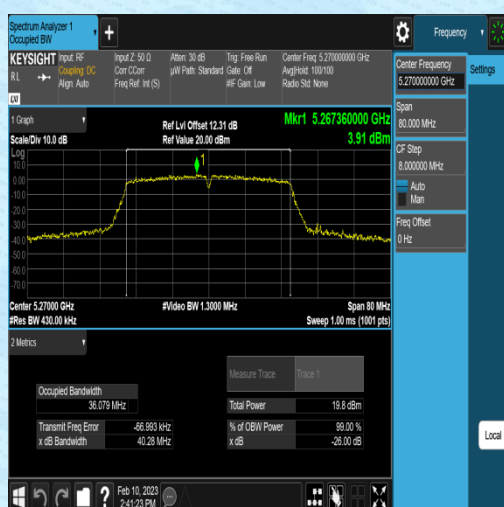 Spectrum Analyzer 1
Occupied BW
Frequency
KEYSIGHT
Input: RF
Coupling: DC
Align: Auto
RL
Input Z: 50 Ω
Corr CCorr
Freq Ref: Int (S)
Atten: 30 dB
µW Path: Standard
Trig: Free Run
Gate: Off
#IF Gain: Low
Center Freq: 5.270000000 GHz
Avg|Hold: 100/100
Radio Std: None
1 Graph
Scale/Div 10.0 dB
Ref Lvl Offset 12.31 dB
Ref Value 20.00 dBm
Mkr1 5.267360000 GHz
3.91 dBm
Log
10.0
0.00
-10.0
-20.0
-30.0
-40.0
-50.0
-60.0
-70.0
1
Center 5.27000 GHz
#Res BW 430.00 kHz
#Video BW 1.3000 MHz
Span 80 MHz
Sweep 1.00 ms (1001 pts)
2 Metrics
Measure Trace
Trace 1
Occupied Bandwidth
36.079 MHz
Total Power
19.8 dBm
Transmit Freq Error
-66.993 kHz
% of OBW Power
99.00 %
x dB Bandwidth
40.28 MHz
x dB
-26.00 dB
Feb 10, 2023
2:41:23 PM
Center Frequency
5.270000000 GHz
Settings
Span
80.000 MHz
CF Step
8.000000 MHz
Auto
Man
Freq Offset
0 Hz
Local